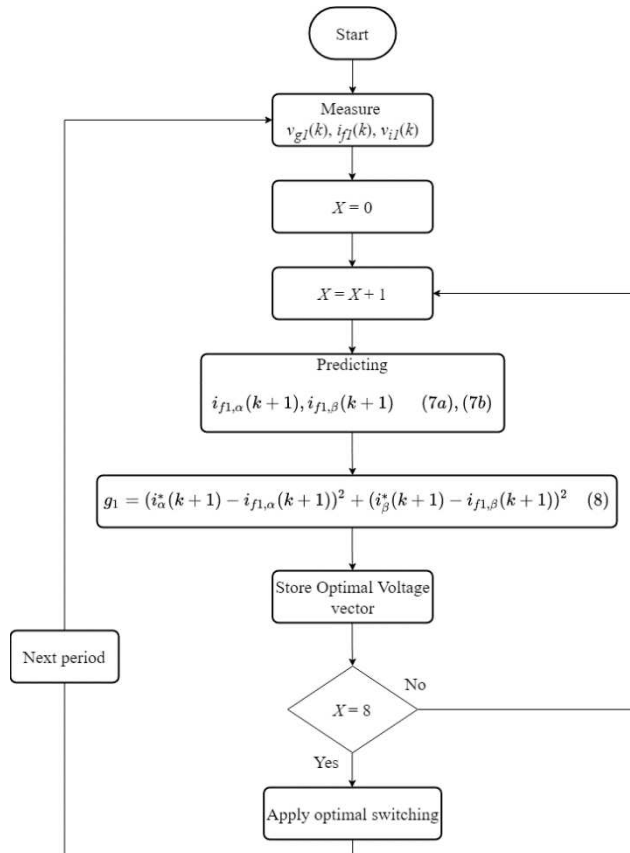 Start
Measure
v_{g1}(k), i_{f1}(k), v_{i1}(k)
X = 0
X = X + 1
Predicting
i_{f1,α}(k + 1), i_{f1,β}(k + 1) (7a), (7b)
g_1 = (i^*_α(k + 1) − i_{f1,α}(k + 1))^2 + (i^*_β(k + 1) − i_{f1,β}(k + 1))^2 (8)
Store Optimal Voltage
vector
Next period
X = 8
No
Yes
Apply optimal switching